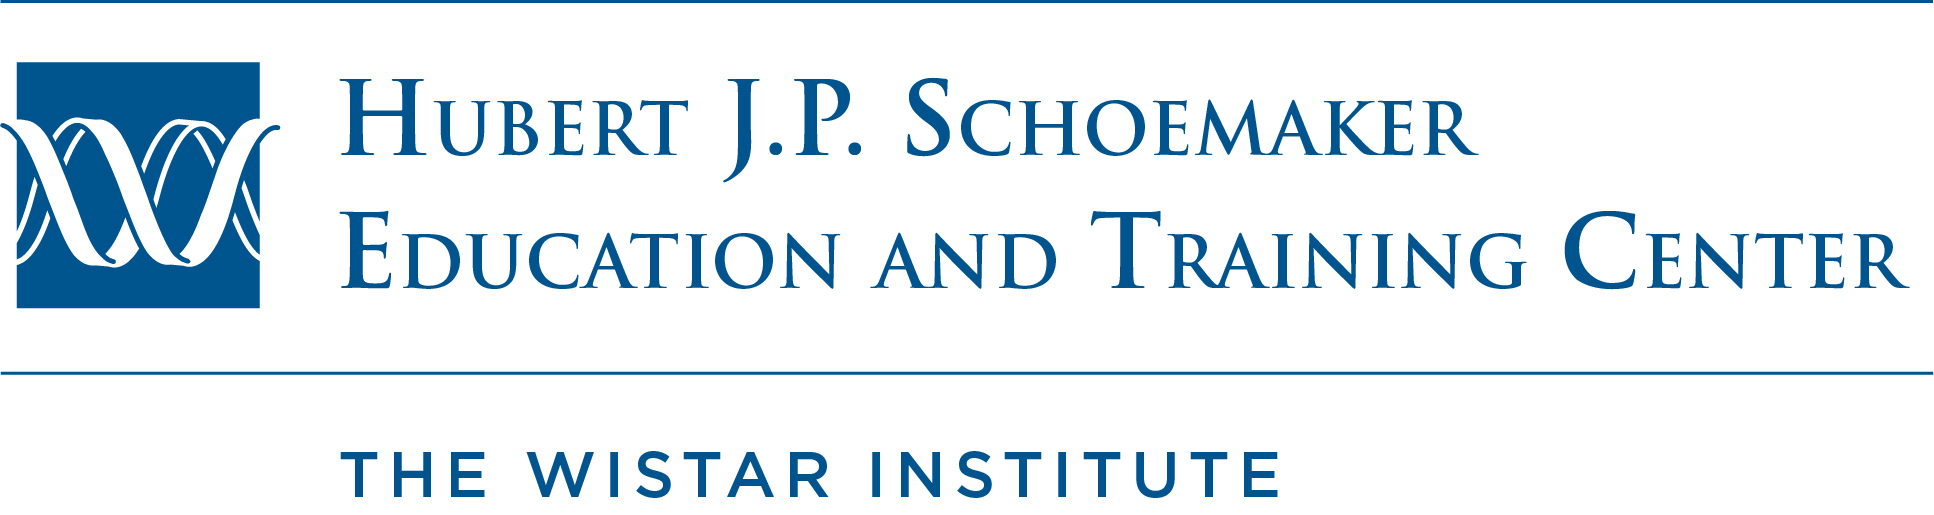 Hubert J.P. Schoemaker
Education and Training Center
THE WISTAR INSTITUTE